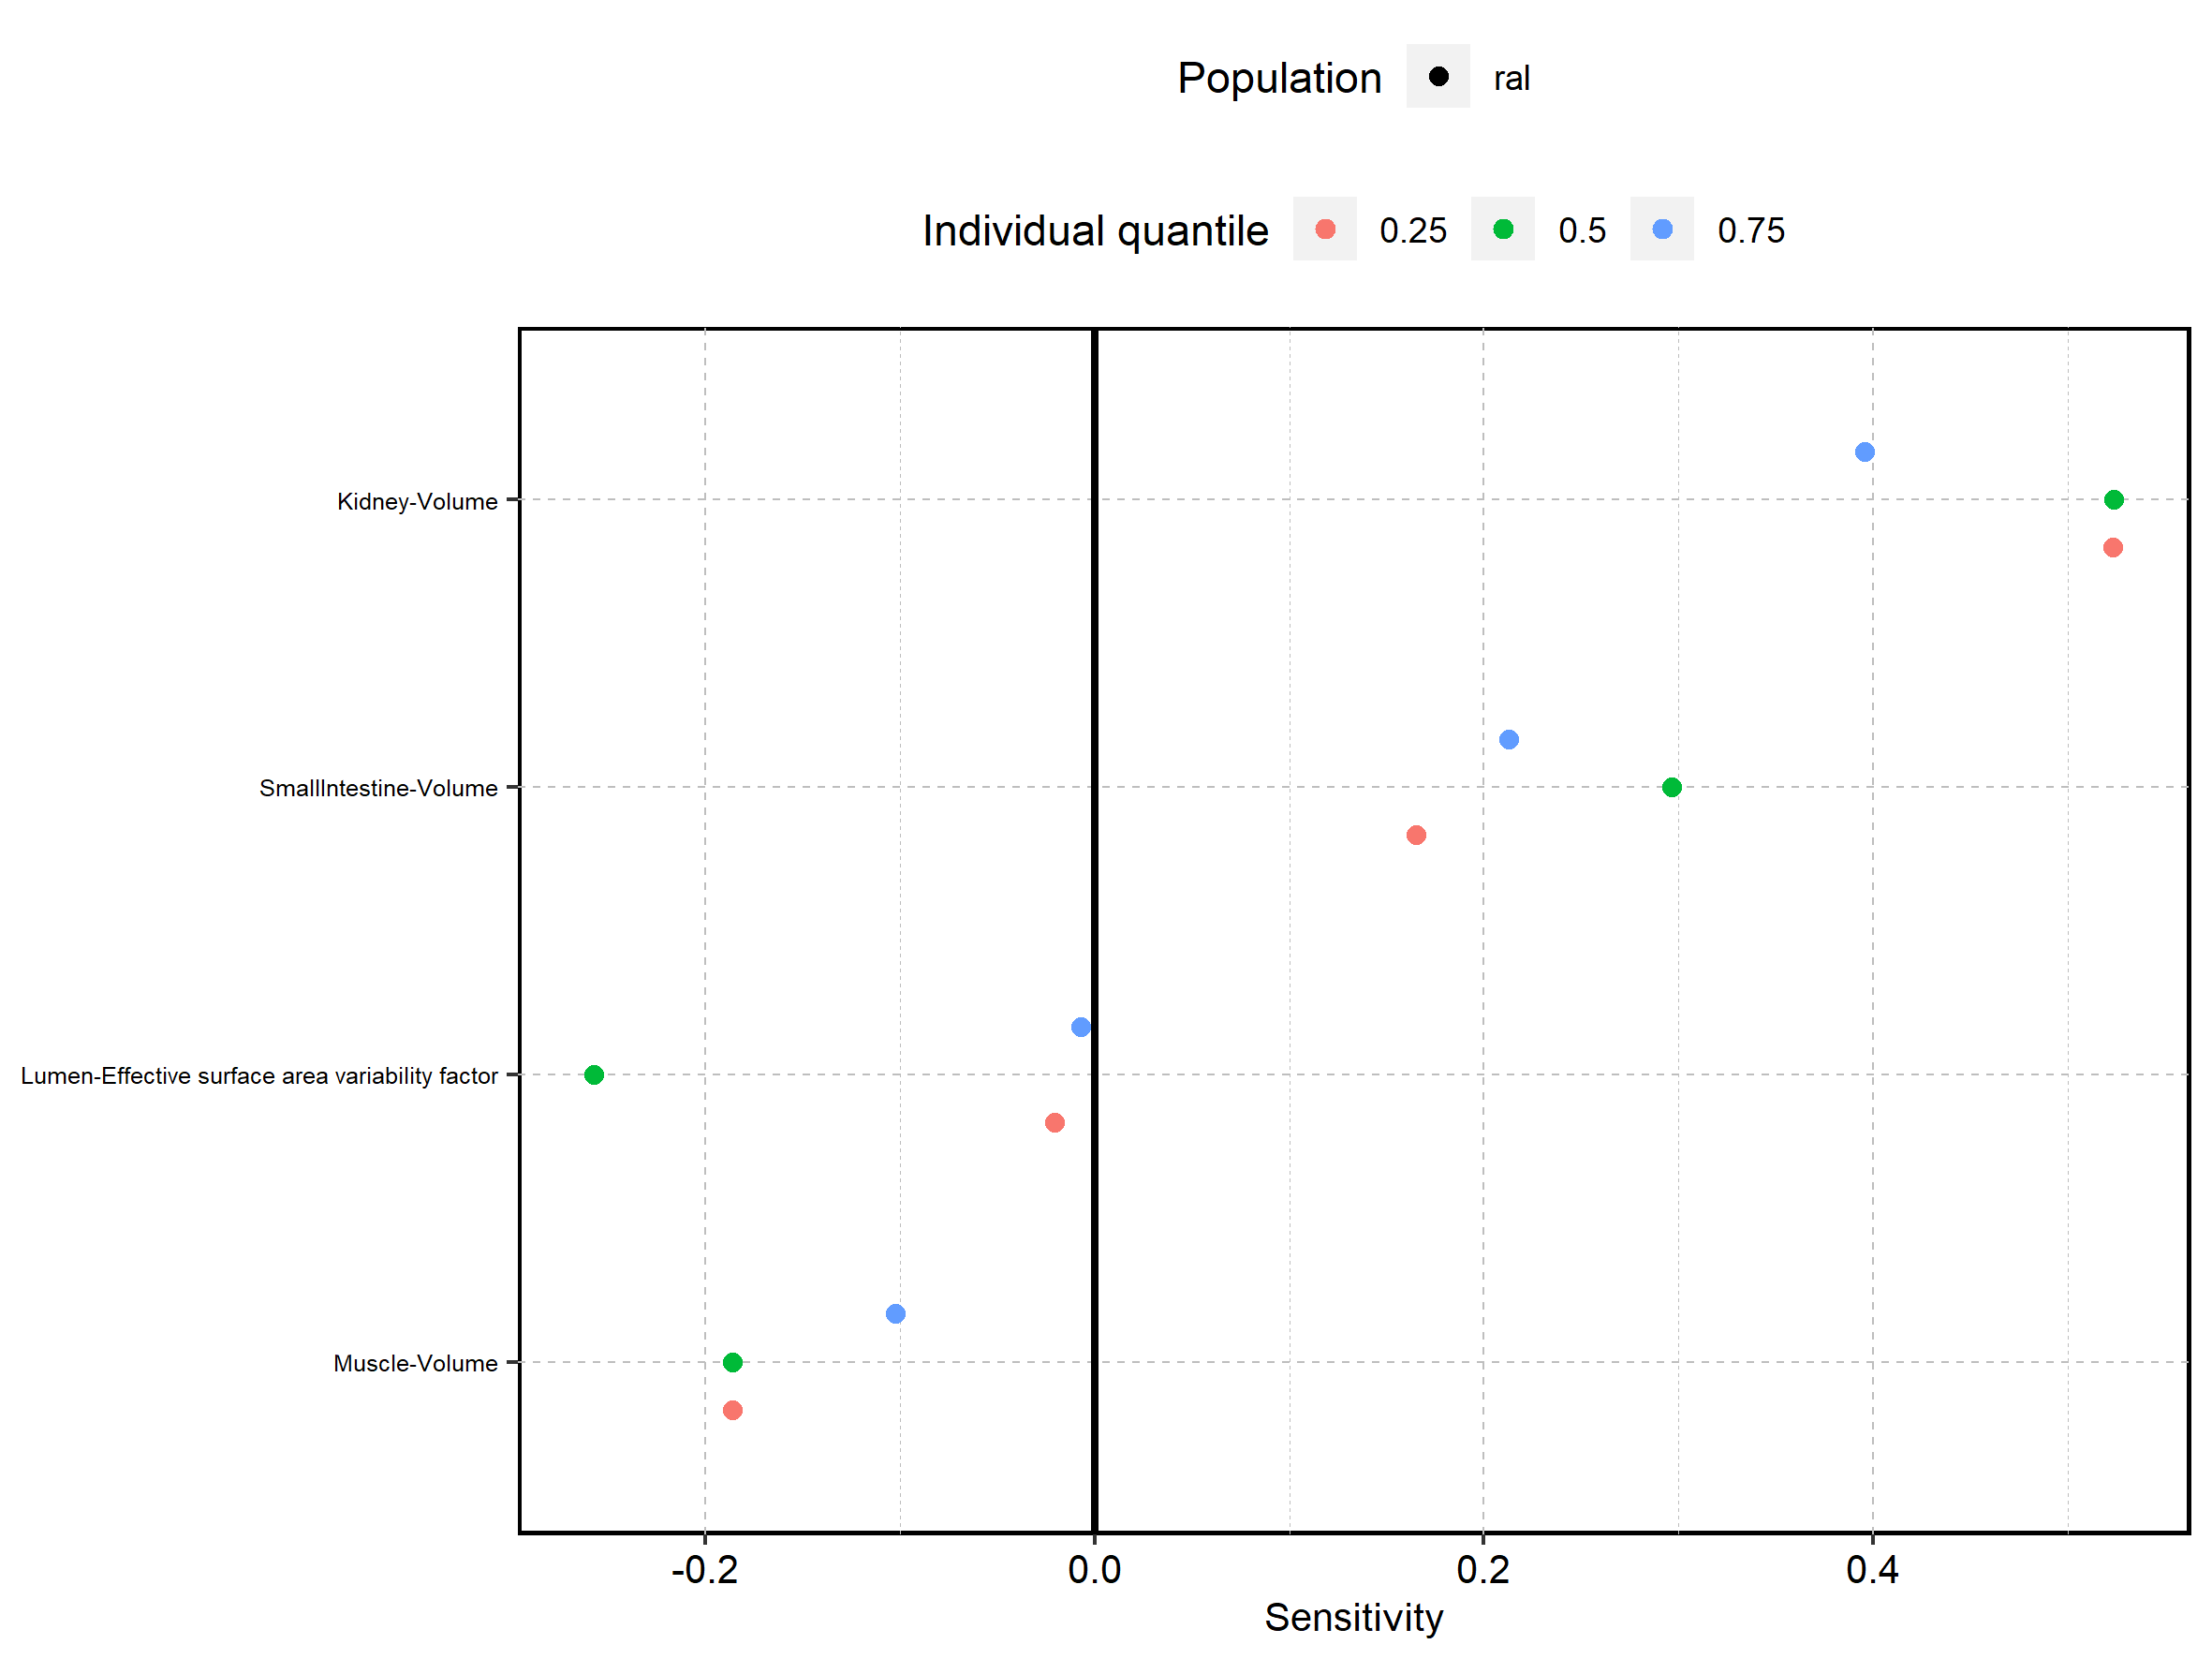 Population ral
Individual quantile 0.25 0.5 0.75
Kidney-Volume
SmallIntestine-Volume
Lumen-Effective surface area variability factor
Muscle-Volume
-0.2 0.0 0.2 0.4
Sensitivity